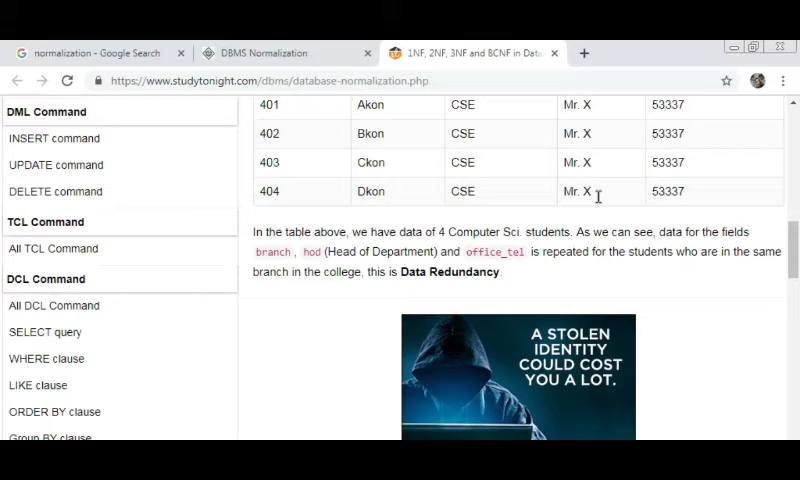 normalization - Google Search
DBMS Normalization
1NF, 2NF, 3NF and BCNF in Data
https://www.studytonight.com/dbms/database-normalization.php
DML Command
INSERT command
UPDATE command
DELETE command
TCL Command
All TCL Command
DCL Command
All DCL Command
SELECT query
WHERE clause
LIKE clause
ORDER BY clause
Group BY clause
401 Akon CSE Mr. X 53337
402 Bkon CSE Mr. X 53337
403 Ckon CSE Mr. X 53337
404 Dkon CSE Mr. X 53337
In the table above, we have data of 4 Computer Sci. students. As we can see, data for the fields
branch, hod (Head of Department) and office_tel is repeated for the students who are in the same
branch in the college, this is Data Redundancy.
A STOLEN
IDENTITY
COULD COST
YOU A LOT.